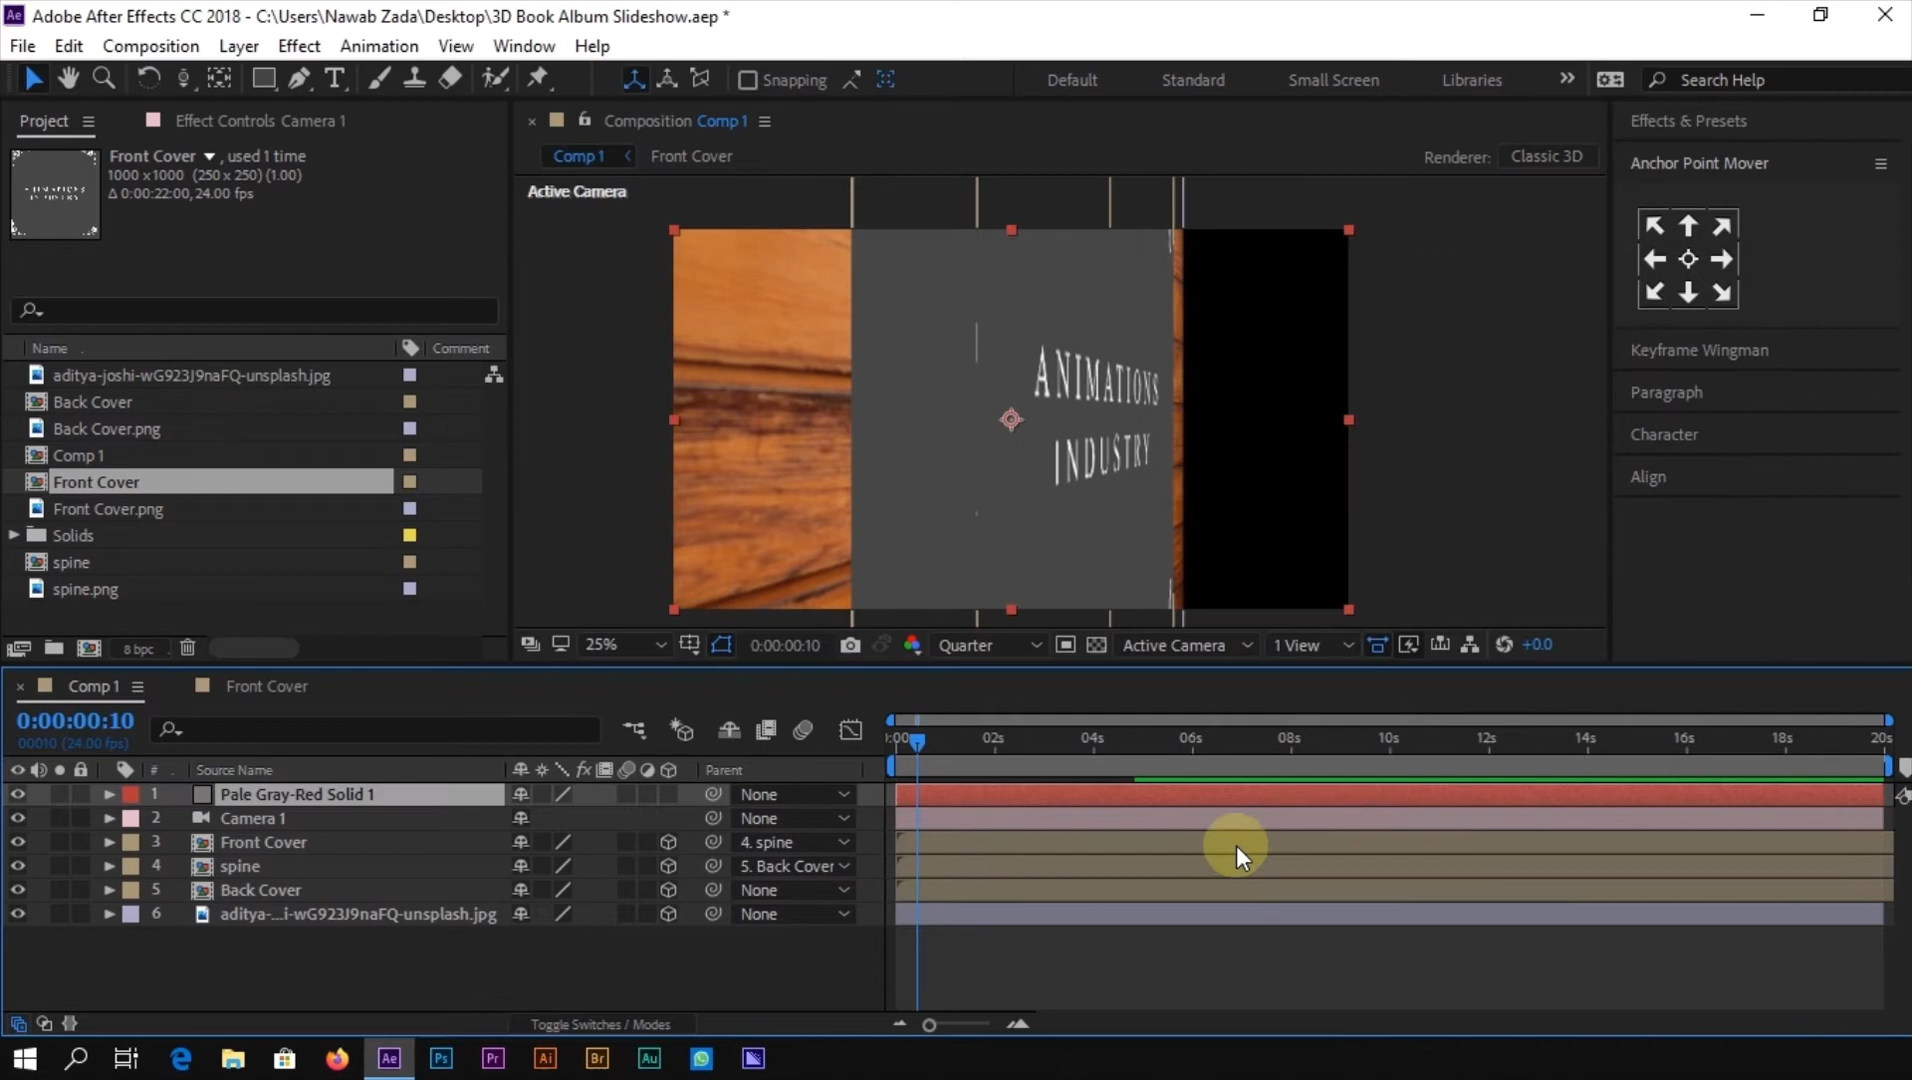 Adobe After Effects CC 2018 - C:\Users\Nawab Zada\Desktop\3D Book Album Slideshow.aep *
File Edit Composition Layer Effect Animation View Window Help
Snapping Default Standard Small Screen Libraries Search Help
Project Effect Controls Camera 1
Front Cover , used 1 time
1000 x 1000 (250 x 250) (1.00)
Δ 0:00:22:00, 24.00 fps
Name Comment
aditya-joshi-wG923J9naFQ-unsplash.jpg
Back Cover
Back Cover.png
Comp 1
Front Cover
Front Cover.png
Solids
spine
spine.png
8 bpc
Composition Comp 1
Comp 1 Front Cover
Renderer: Classic 3D
Active Camera
ANIMATIONS
INDUSTRY
25% 0:00:00:10 Quarter Active Camera 1 View +0.0
Effects & Presets
Anchor Point Mover
Keyframe Wingman
Paragraph
Character
Align
Comp 1 Front Cover
0:00:00:10
00010 (24.00 fps)
:00 02s 04s 06s 08s 10s 12s 14s 16s 18s 20s
# Source Name fx Parent
1 Pale Gray-Red Solid 1 None
2 Camera 1 None
3 Front Cover 4. spine
4 spine 5. Back Cover
5 Back Cover None
6 aditya-...i-wG923J9naFQ-unsplash.jpg None
Toggle Switches / Modes
Ae Ps Pr Ai Br Au